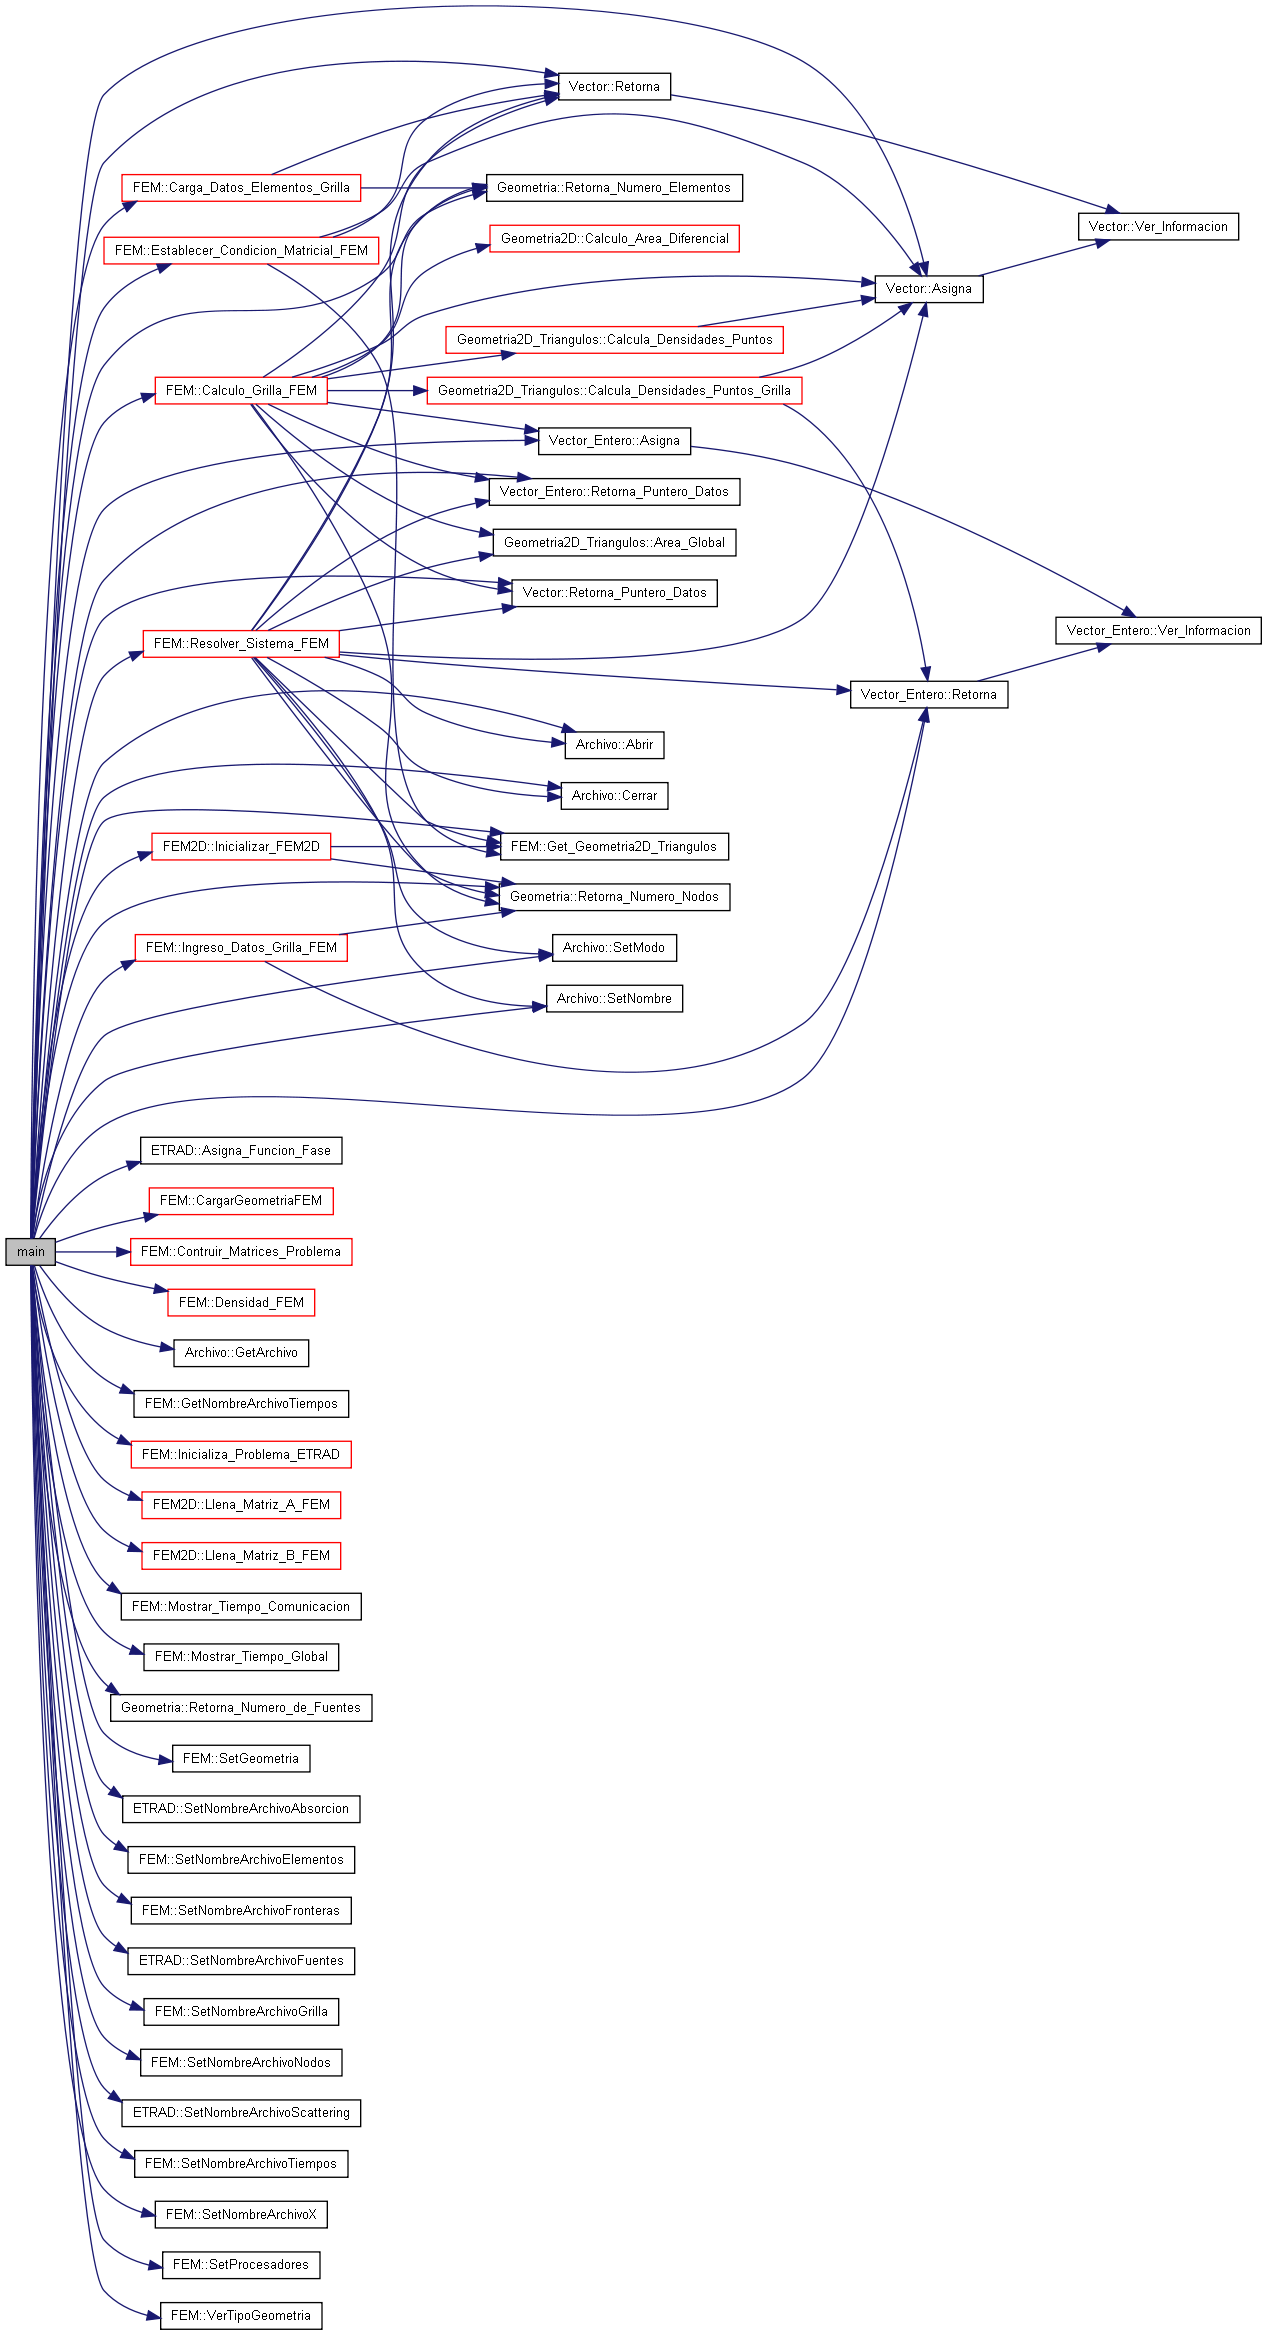 Vector::Retorna
FEM::Carga_Datos_Elementos_Grilla
Geometria::Retorna_Numero_Elementos
Vector::Ver_Informacion
FEM::Establecer_Condicion_Matricial_FEM
Geometria2D::Calculo_Area_Diferencial
Vector::Asigna
Geometria2D_Triangulos::Calcula_Densidades_Puntos
FEM::Calculo_Grilla_FEM
Geometria2D_Triangulos::Calcula_Densidades_Puntos_Grilla
Vector_Entero::Asigna
Vector_Entero::Retorna_Puntero_Datos
Geometria2D_Triangulos::Area_Global
Vector::Retorna_Puntero_Datos
Vector_Entero::Ver_Informacion
FEM::Resolver_Sistema_FEM
Vector_Entero::Retorna
Archivo::Abrir
Archivo::Cerrar
FEM2D::Inicializar_FEM2D
FEM::Get_Geometria2D_Triangulos
Geometria::Retorna_Numero_Nodos
FEM::Ingreso_Datos_Grilla_FEM
Archivo::SetModo
Archivo::SetNombre
ETRAD::Asigna_Funcion_Fase
FEM::CargarGeometriaFEM
main
FEM::Contruir_Matrices_Problema
FEM::Densidad_FEM
Archivo::GetArchivo
FEM::GetNombreArchivoTiempos
FEM::Inicializa_Problema_ETRAD
FEM2D::Llena_Matriz_A_FEM
FEM2D::Llena_Matriz_B_FEM
FEM::Mostrar_Tiempo_Comunicacion
FEM::Mostrar_Tiempo_Global
Geometria::Retorna_Numero_de_Fuentes
FEM::SetGeometria
ETRAD::SetNombreArchivoAbsorcion
FEM::SetNombreArchivoElementos
FEM::SetNombreArchivoFronteras
ETRAD::SetNombreArchivoFuentes
FEM::SetNombreArchivoGrilla
FEM::SetNombreArchivoNodos
ETRAD::SetNombreArchivoScattering
FEM::SetNombreArchivoTiempos
FEM::SetNombreArchivoX
FEM::SetProcesadores
FEM::VerTipoGeometria